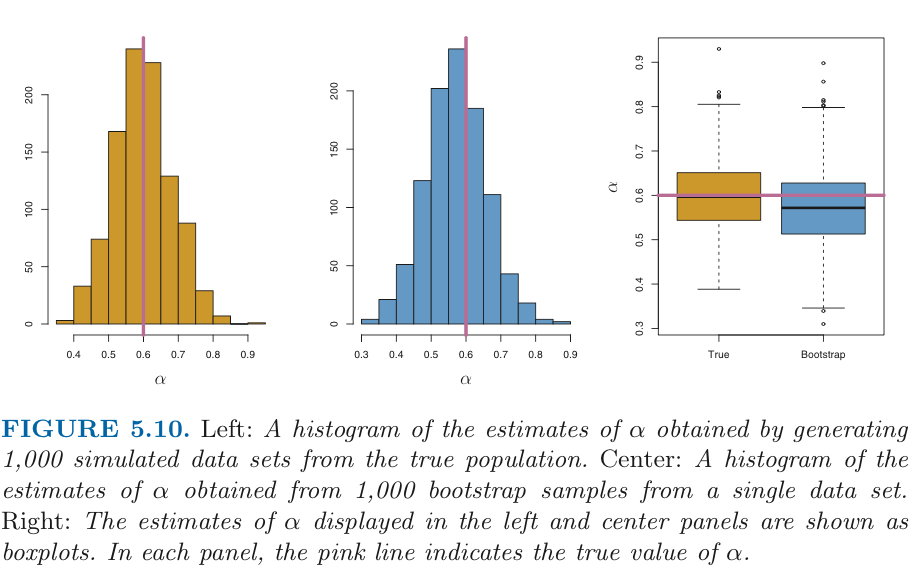 200
150
100
50
0
0.4 0.5 0.6 0.7 0.8 0.9
α
200
150
100
50
0
0.3 0.4 0.5 0.6 0.7 0.8 0.9
α
α
0.9
0.8
0.7
0.6
0.5
0.4
0.3
True Bootstrap
FIGURE 5.10. Left: A histogram of the estimates of α obtained by generating
1,000 simulated data sets from the true population. Center: A histogram of the
estimates of α obtained from 1,000 bootstrap samples from a single data set.
Right: The estimates of α displayed in the left and center panels are shown as
boxplots. In each panel, the pink line indicates the true value of α.